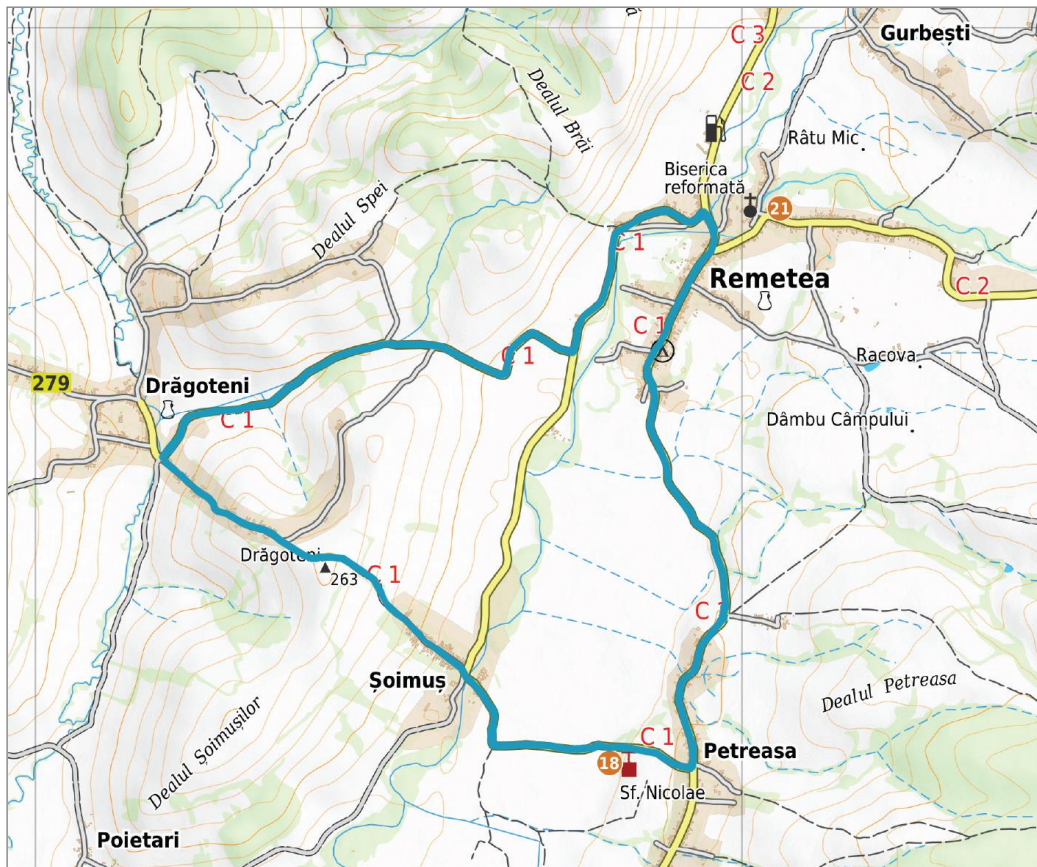 C 3
Gurbești
C 2
Dealul Brăi
Râtu Mic
Biserica
reformată
21
Dealul Spei
C 1
Remetea
C 2
C 1
C 1
Racova
279
Drăgoteni
C 1
Dâmbu Câmpului
Drăgoteni
263
C 1
C 1
Șoimuș
Dealul Petreasa
Dealul Șoimușilor
C 1
Petreasa
18
Sf. Nicolae
Poietari